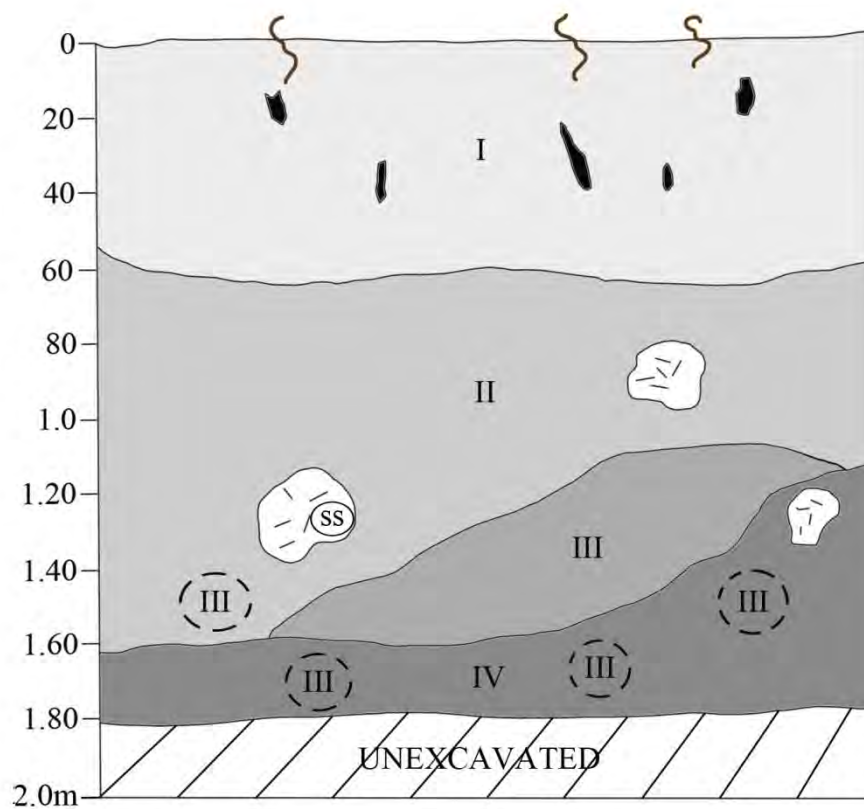 0
20
I
40
60
80
II
1.0
1.20
SS
III
1.40
III
III
1.60
III
IV
III
1.80
UNEXCAVATED
2.0m